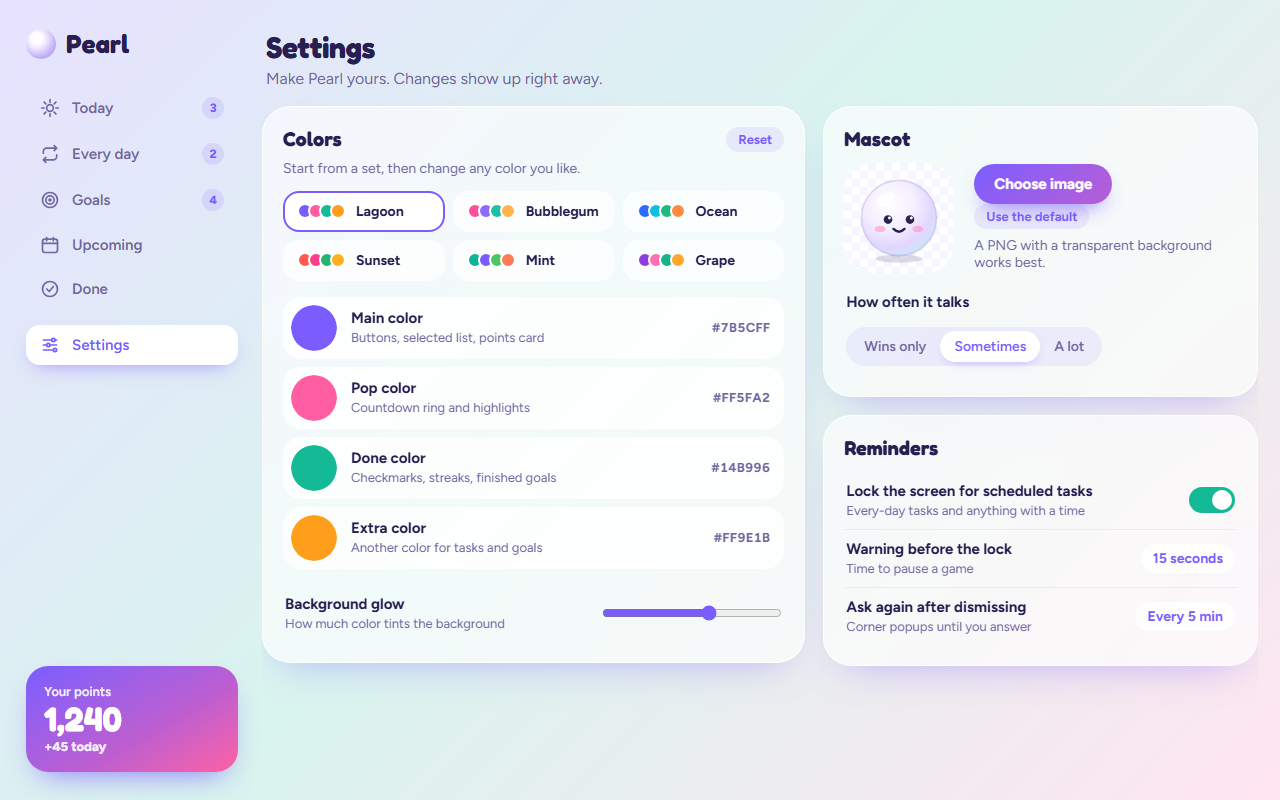 Pearl
Today
3
Every day
2
Goals
4
Upcoming
Done
Settings
Your points
1,240
+45 today
Settings
Make Pearl yours. Changes show up right away.
Colors
Reset
Start from a set, then change any color you like.
Lagoon
Bubblegum
Ocean
Sunset
Mint
Grape
Main color
Buttons, selected list, points card
#7B5CFF
Pop color
Countdown ring and highlights
#FF5FA2
Done color
Checkmarks, streaks, finished goals
#14B996
Extra color
Another color for tasks and goals
#FF9E1B
Background glow
How much color tints the background
Mascot
Choose image
Use the default
A PNG with a transparent background
works best.
How often it talks
Wins only
Sometimes
A lot
Reminders
Lock the screen for scheduled tasks
Every-day tasks and anything with a time
Warning before the lock
Time to pause a game
15 seconds
Ask again after dismissing
Corner popups until you answer
Every 5 min